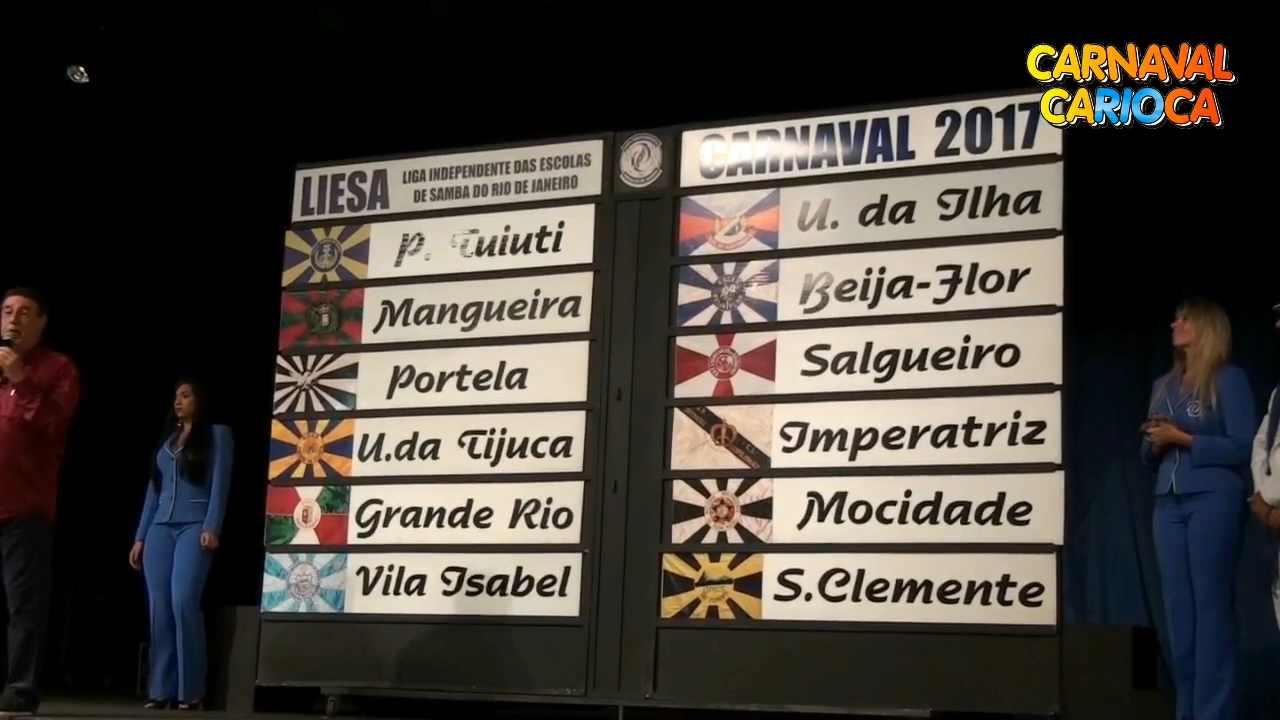 CARNAVAL
CARIOCA
LIESA
LIGA INDEPENDENTE DAS ESCOLAS
DE SAMBA DO RIO DE JANEIRO
P. Tuiuti
Mangueira
Portela
U.da Tijuca
Grande Rio
Vila Isabel
CARNAVAL 2017
U. da Ilha
Beija-Flor
Salgueiro
Imperatriz
Mocidade
S.Clemente